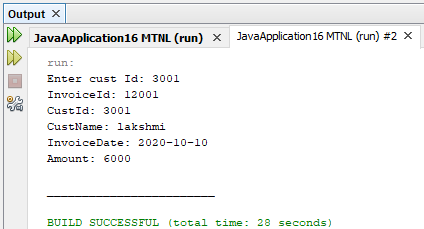 Output ×
JavaApplication16 MTNL (run) × JavaApplication16 MTNL (run) #2 ×
run:
Enter cust Id: 3001
InvoiceId: 12001
CustId: 3001
CustName: lakshmi
InvoiceDate: 2020-10-10
Amount: 6000
________________________
BUILD SUCCESSFUL (total time: 28 seconds)